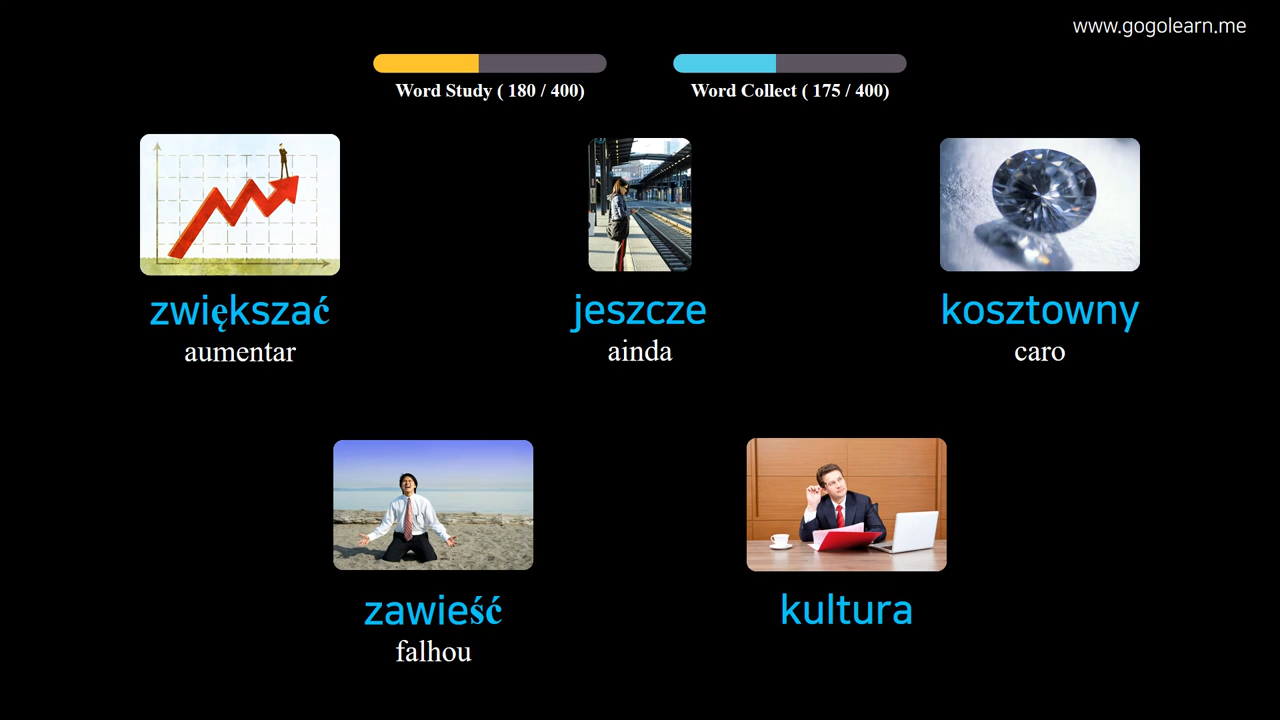 www.gogolearn.me
Word Study ( 180 / 400)
Word Collect ( 175 / 400)
zwiększać
aumentar
jeszcze
ainda
kosztowny
caro
zawieść
falhou
kultura